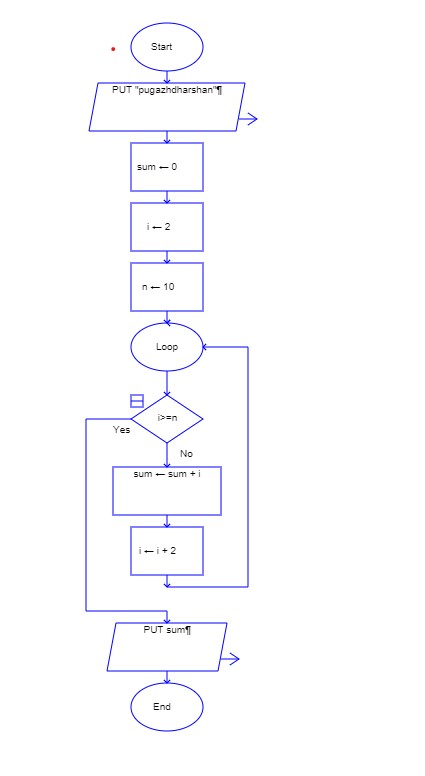 Start
PUT "pugazhdharshan"¶
sum ← 0
i ← 2
n ← 10
Loop
i>=n
Yes
No
sum ← sum + i
i ← i + 2
PUT sum¶
End